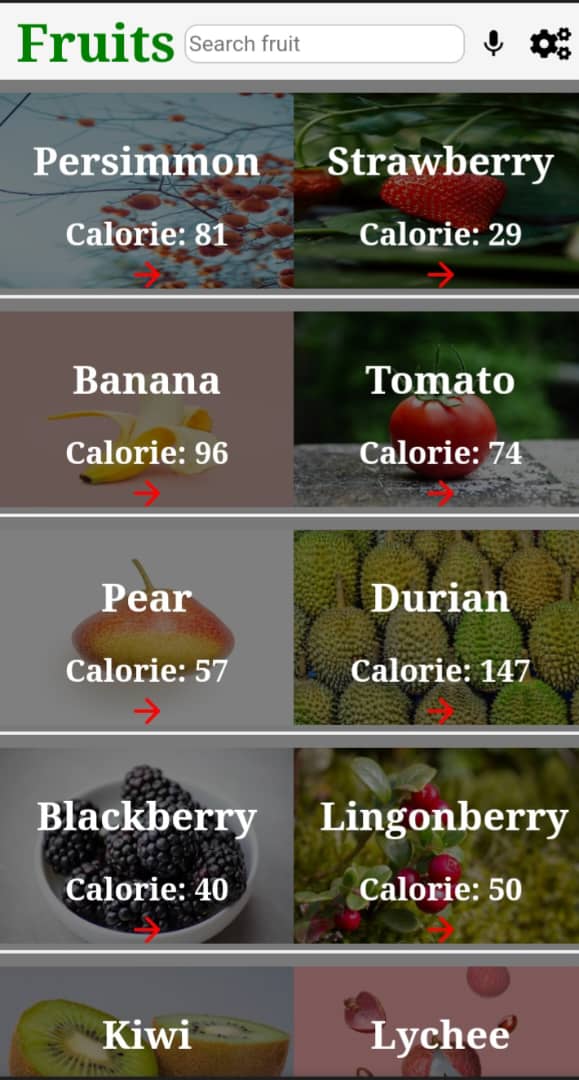 Fruits Search fruit
Persimmon Strawberry
Calorie: 81 Calorie: 29
Banana Tomato
Calorie: 96 Calorie: 74
Pear Durian
Calorie: 57 Calorie: 147
Blackberry Lingonberry
Calorie: 40 Calorie: 50
Kiwi Lychee